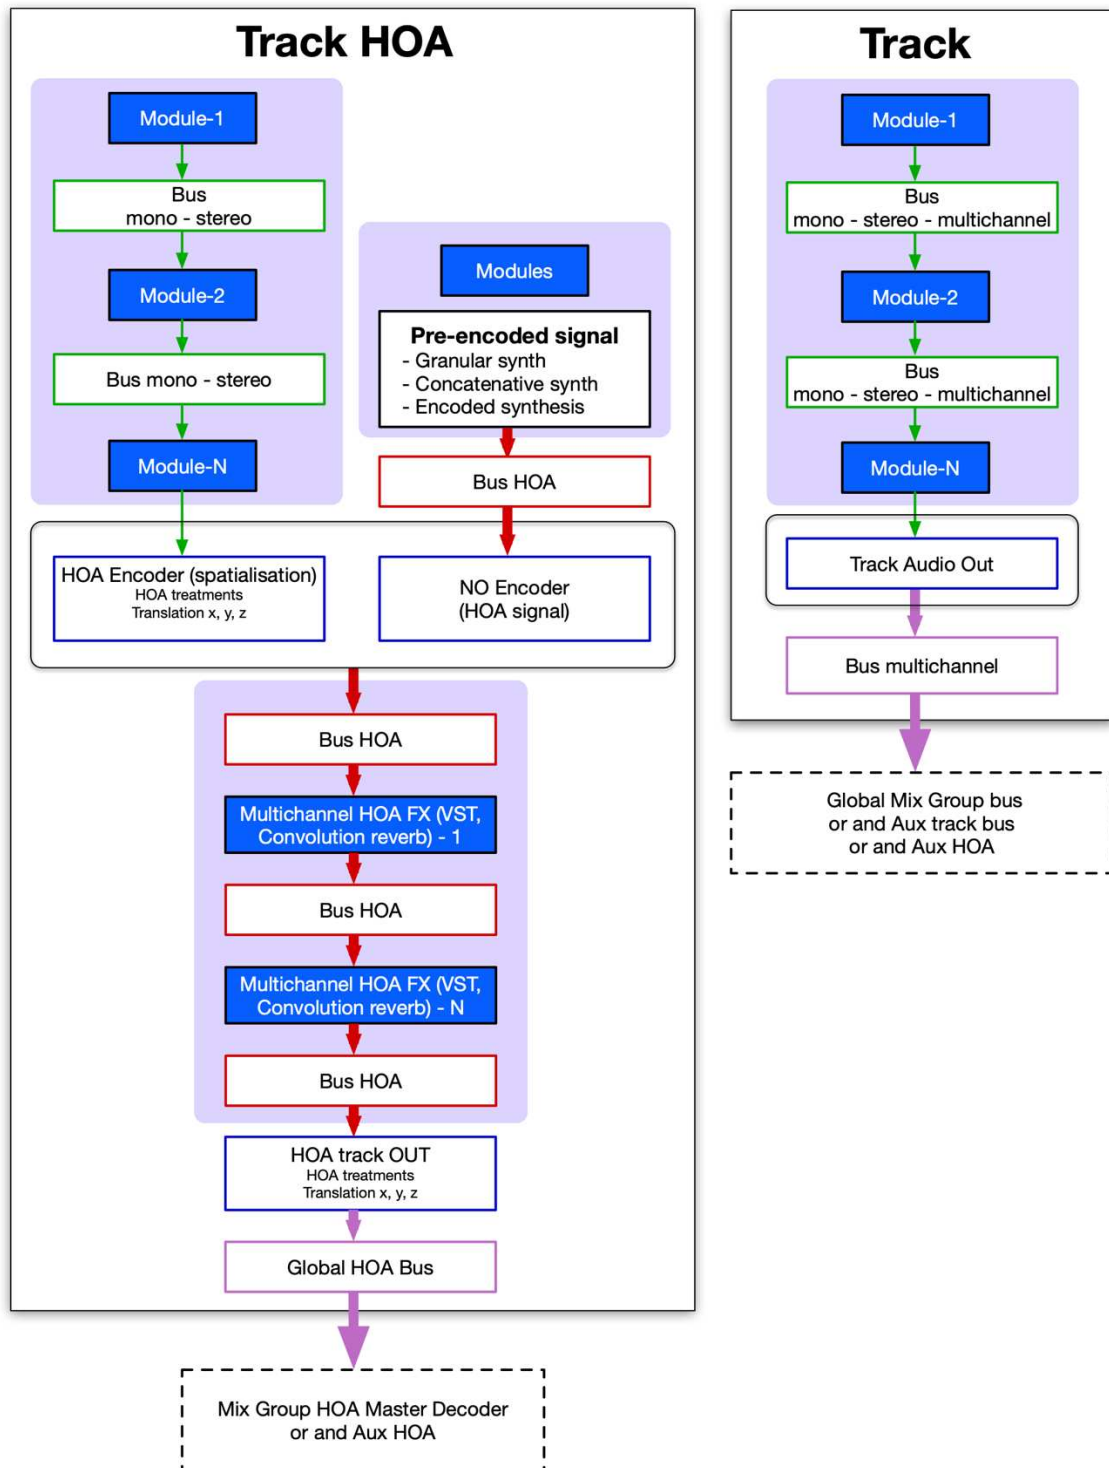 Track HOA
Module-1
Bus
mono - stereo
Module-2
Bus mono - stereo
Module-N
Modules
Pre-encoded signal
- Granular synth
- Concatenative synth
- Encoded synthesis
Bus HOA
HOA Encoder (spatialisation)
HOA treatments
Translation x, y, z
NO Encoder
(HOA signal)
Bus HOA
Multichannel HOA FX (VST,
Convolution reverb) - 1
Bus HOA
Multichannel HOA FX (VST,
Convolution reverb) - N
Bus HOA
HOA track OUT
HOA treatments
Translation x, y, z
Global HOA Bus
Mix Group HOA Master Decoder
or and Aux HOA
Track
Module-1
Bus
mono - stereo - multichannel
Module-2
Bus
mono - stereo - multichannel
Module-N
Track Audio Out
Bus multichannel
Global Mix Group bus
or and Aux track bus
or and Aux HOA